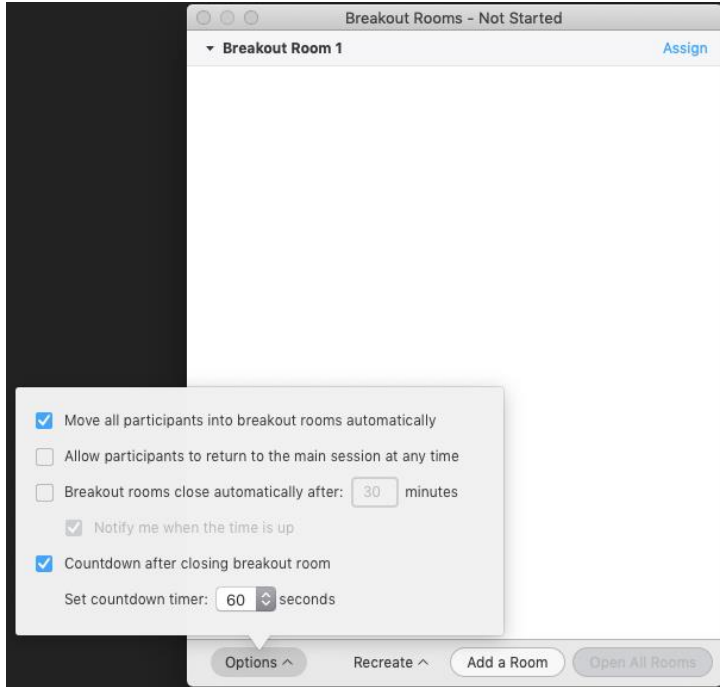 Breakout Rooms - Not Started
Breakout Room 1 Assign
Move all participants into breakout rooms automatically
Allow participants to return to the main session at any time
Breakout rooms close automatically after: 30 minutes
Notify me when the time is up
Countdown after closing breakout room
Set countdown timer: 60 seconds
Options Recreate Add a Room Open All Rooms